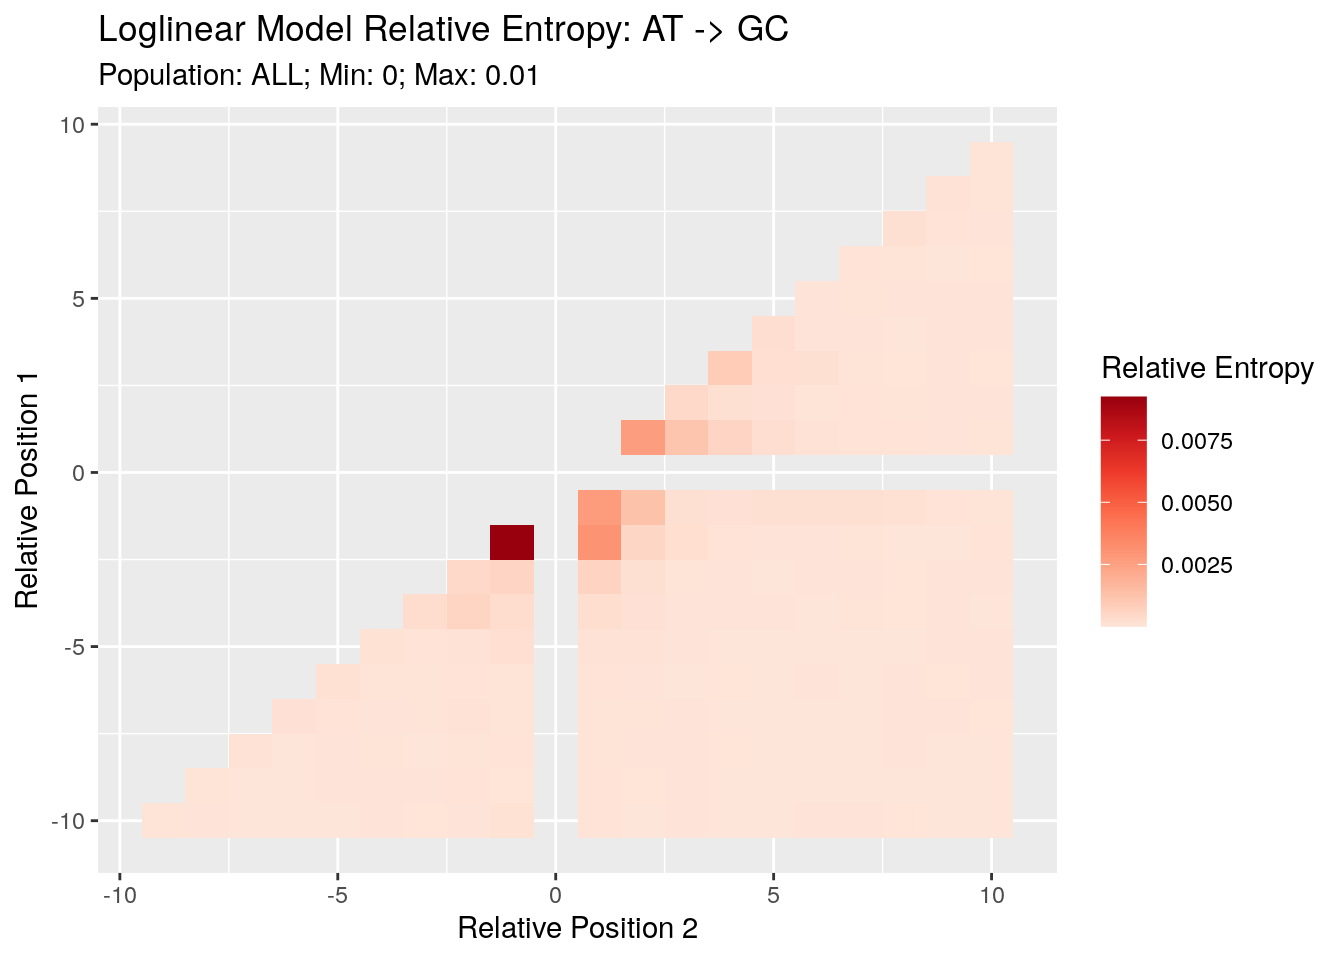 Loglinear Model Relative Entropy: AT -> GC
Population: ALL; Min: 0; Max: 0.01
10
5
0
-5
-10
Relative Position 1
-10
-5
0
5
10
Relative Position 2
Relative Entropy
0.0075
0.0050
0.0025